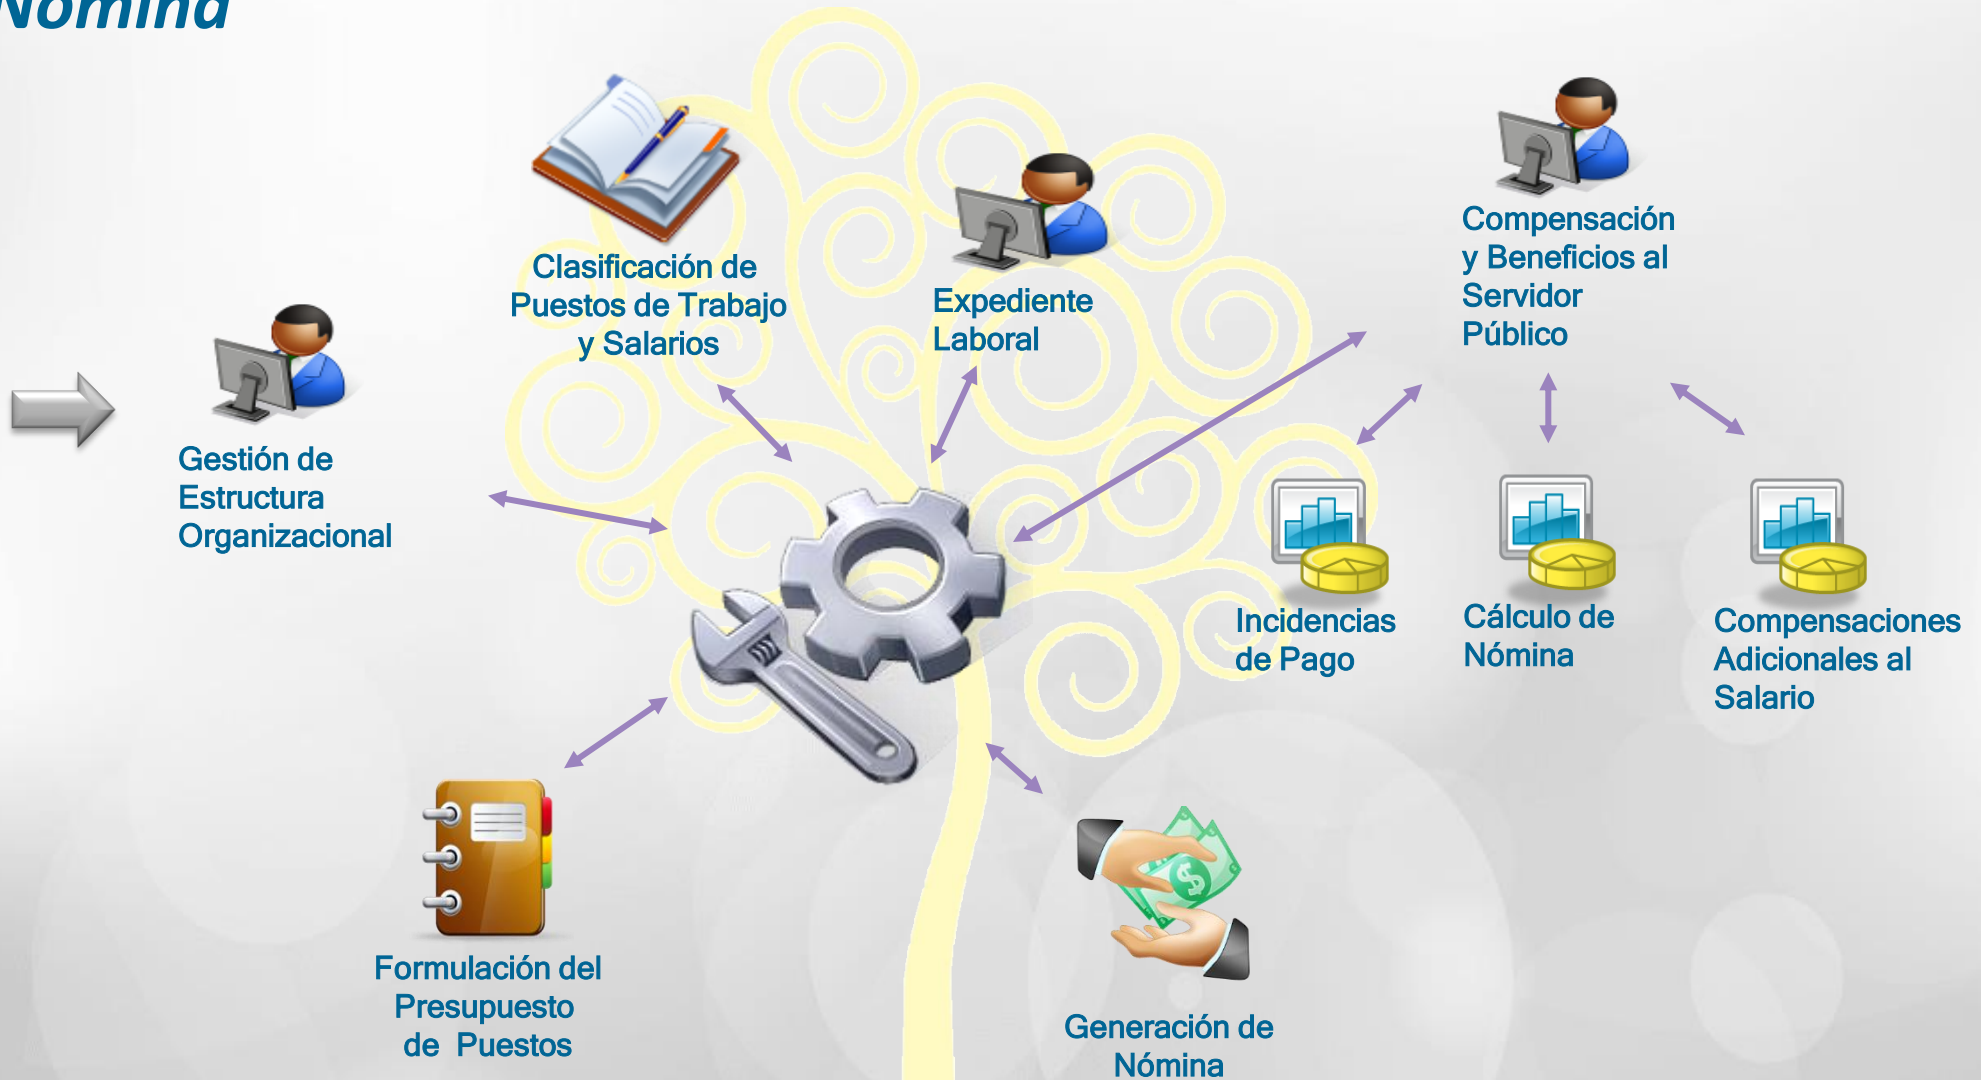 Nómina
Clasificación de
Puestos de Trabajo
y Salarios
Expediente
Laboral
Compensación
y Beneficios al
Servidor
Público
Gestión de
Estructura
Organizacional
Incidencias
de Pago
Cálculo de
Nómina
Compensaciones
Adicionales al
Salario
Formulación del
Presupuesto
de  Puestos
Generación de
Nómina